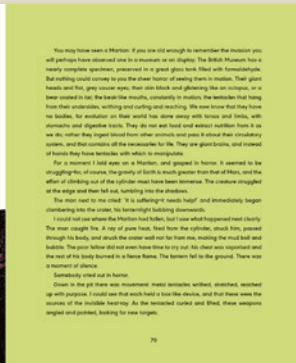 You may have seen a Martian: if you are old enough to remember the invasion you
will perhaps have observed one in a museum or on display. The British Museum has a
nearly complete specimen, preserved in a great glass tank filled with formaldehyde.
But nothing could convey to you the sheer horror of seeing them in motion. Their giant
heads and flat, grey saucer eyes; their skin black and glistening like an octopus, or a
bear coated in tar; the beak-like mouths, constantly in motion; the tentacles that hang
from their undersides, writhing and curling and reaching. We now know that they have
no bodies, for evolution on their world has done away with torsos and limbs, with
stomachs and digestive tracts. They do not eat food and extract nutrition from it as
we do; rather they ingest blood from other animals and pass it about their circulatory
system, and that contains all the necessaries for life. They are giant brains, and instead
of hands they have tentacles with which to manipulate.
For a moment I laid eyes on a Martian, and gasped in horror. It seemed to be
struggling–for, of course, the gravity of Earth is much greater than that of Mars, and the
effort of climbing out of the cylinder must have been immense. The creature struggled
at the edge and then fell out, tumbling into the shadows.
The man next to me cried: 'It is suffering–it needs help!' and immediately began
clambering into the crater, his lanternlight bobbing downwards.
I could not see where the Martian had fallen, but I saw what happened next clearly.
The man caught fire. A ray of pure heat, fired from the cylinder, struck him, passed
through his body, and struck the crater wall not far from me, making the mud boil and
bubble. The poor fellow did not even have time to cry out: his chest was vaporised and
the rest of his body burned in a fierce flame. The lantern fell to the ground. There was
a moment of silence.
Somebody cried out in horror.
Down in the pit there was movement: metal tentacles writhed, stretched, reached
up with purpose. I could see that each held a box-like device, and that these were the
sources of the invisible heat-ray. As the tentacled curled and lifted, these weapons
angled and pointed, looking for new targets.
79